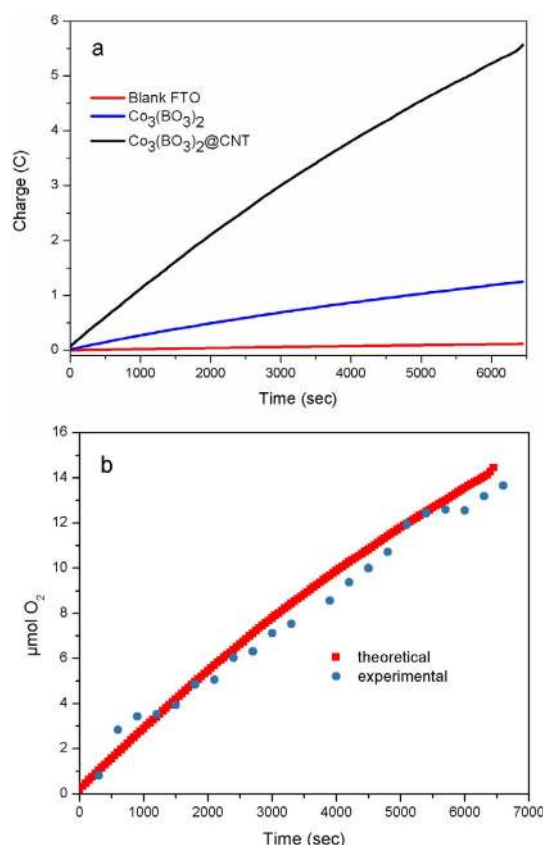 a
Blank FTO
Co3(BO3)2
Co3(BO3)2@CNT
Charge (C)
6
5
4
3
2
1
0
0 1000 2000 3000 4000 5000 6000
Time (sec)
b
theoretical
experimental
µmol O2
16
14
12
10
8
6
4
2
0
0 1000 2000 3000 4000 5000 6000 7000
Time (sec)